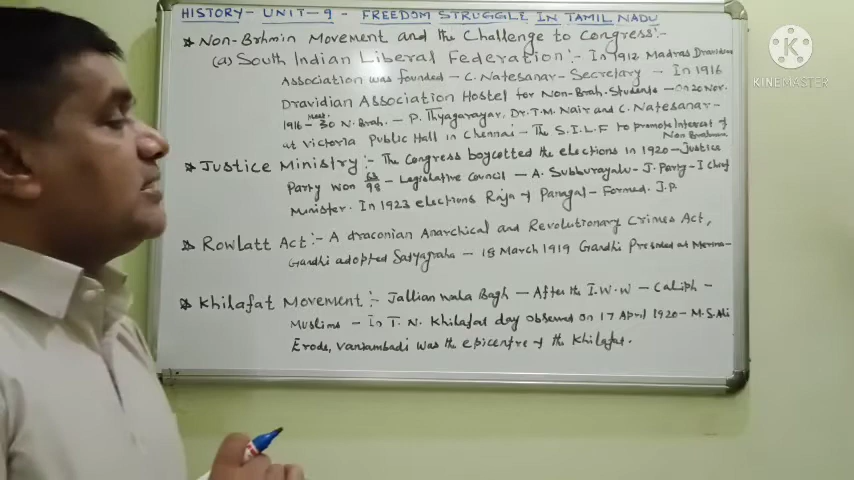 HISTORY- UNIT-9 - FREEDOM STRUGGLE IN TAMIL NADU
* Non-Brhmin Movement and the Challenge to Congress:-
(a) South Indian Liberal Federation:- In 1912 Madras Dravidian
Association was founded - C. Natesanar - Secretary - In 1916
Dravidian Association Hostel for Non-Brah. Students - on 20 Nov.
1916 - 30 N. Brah. - P. Thyagarayar, Dr. T.M. Nair and C. Natesanar -
at Victoria Public Hall in Chennai - The S.I.L.F to promote Interest of
Non Brahmin
* Justice Ministry:- The Congress boycotted the elections in 1920 - Justice
Party won 63/98 - Legislative Council - A. Subburayalu - J. Party - I Chief
Minister. In 1923 elections Raja of Panagal - Formed. J.P
* Rowlatt Act:- A draconian Anarchical and Revolutionary Crimes Act,
Gandhi adopted Satyagraha - 18 March 1919 Gandhi Presided at Merina-
* Khilafat Movement:- Jallian wala Bagh - After the I.W.W - Caliph -
Muslims - In T.N. Khilafat day observed on 17 April 1920 - M.S. Ali
Erode, Vaniambadi was the epicentre of the Khilafat.
KINEMASTER